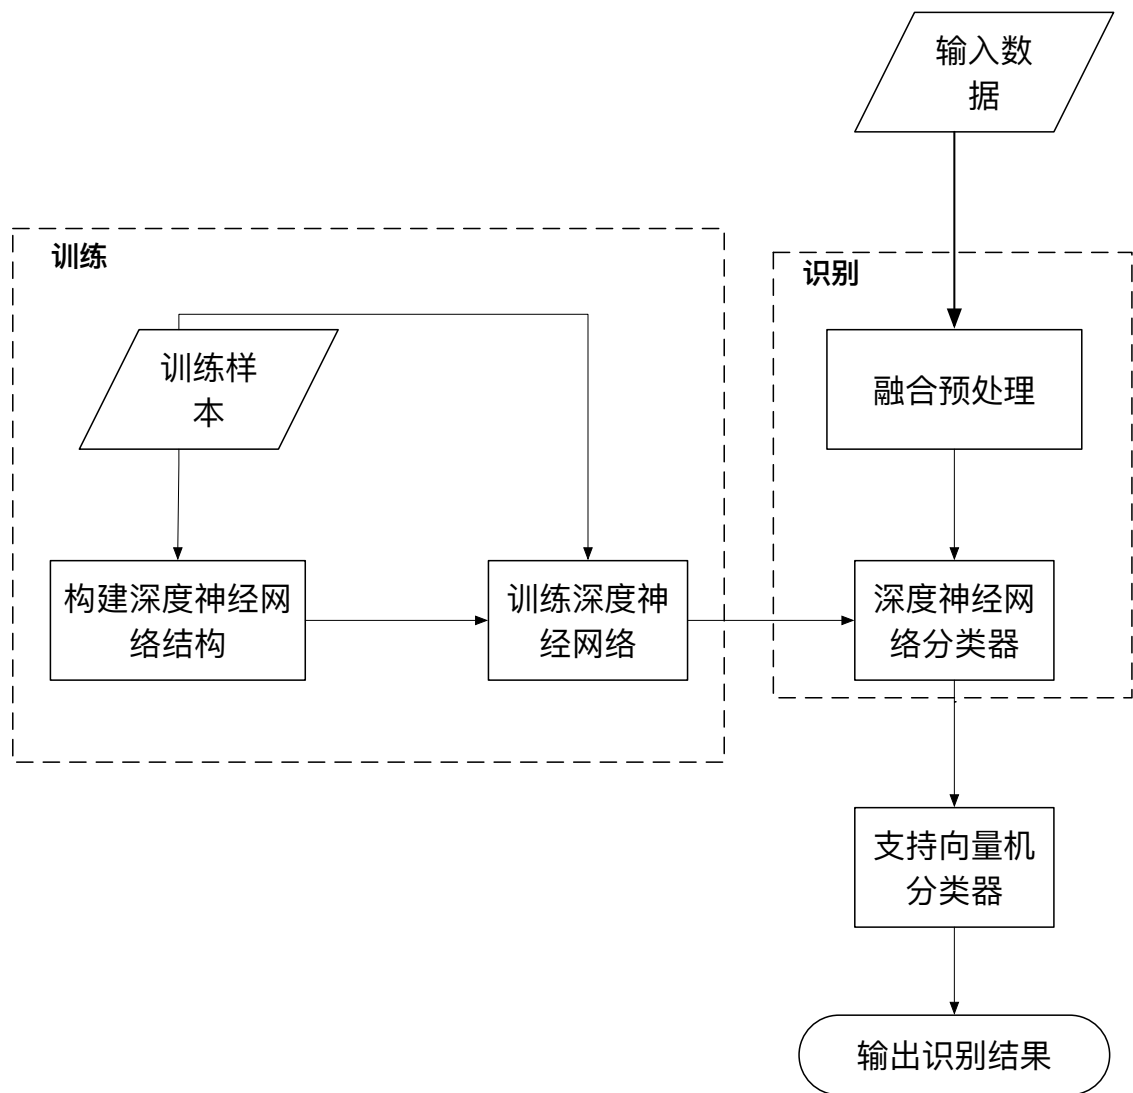 输入数
据
训练
识别
训练样
本
融合预处理
构建深度神经网
络结构
训练深度神
经网络
深度神经网
络分类器
支持向量机
分类器
输出识别结果